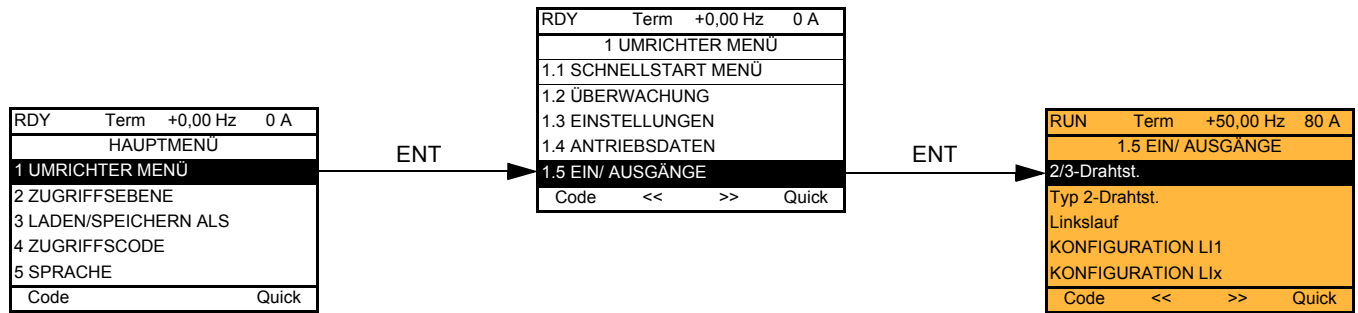 RDY Term +0,00 Hz 0 A
HAUPTMENÜ
1 UMRICHTER MENÜ
2 ZUGRIFFSEBENE
3 LADEN/SPEICHERN ALS
4 ZUGRIFFSCODE
5 SPRACHE
Code Quick
ENT
RDY Term +0,00 Hz 0 A
1 UMRICHTER MENÜ
1.1 SCHNELLSTART MENÜ
1.2 ÜBERWACHUNG
1.3 EINSTELLUNGEN
1.4 ANTRIEBSDATEN
1.5 EIN/ AUSGÄNGE
Code << >> Quick
ENT
RUN Term +50,00 Hz 80 A
1.5 EIN/ AUSGÄNGE
2/3-Drahtst.
Typ 2-Drahtst.
Linkslauf
KONFIGURATION LI1
KONFIGURATION LIx
Code << >> Quick